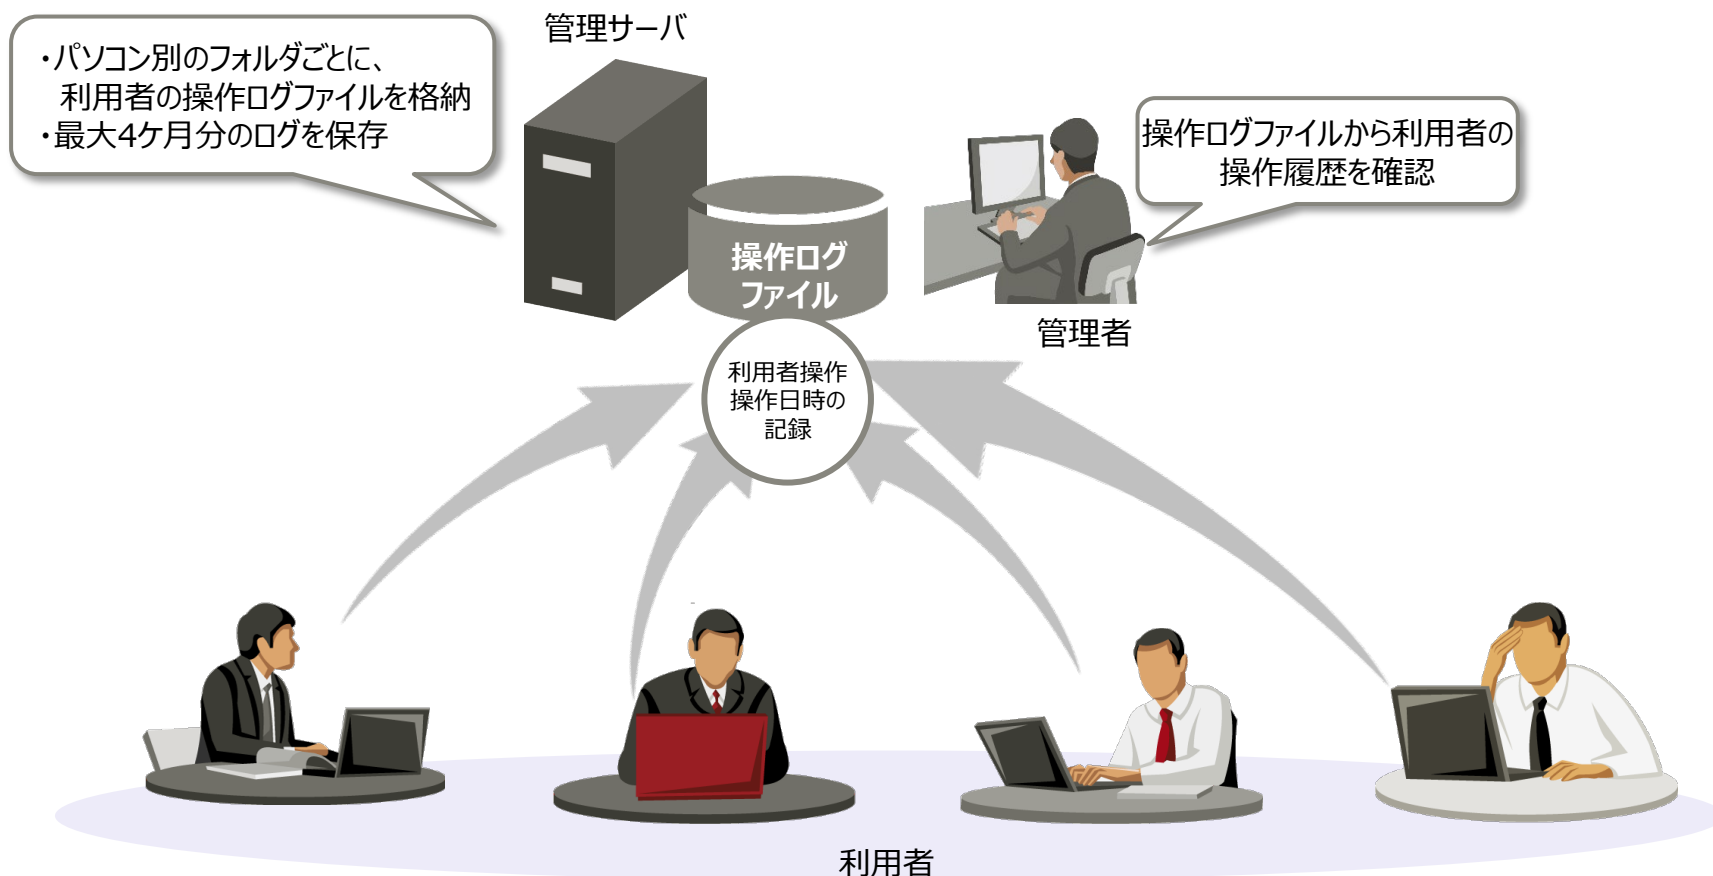 管理サーバ
・パソコン別のフォルダごとに、
利用者の操作ログファイルを格納
・最大4ケ月分のログを保存
操作ログファイルから利用者の
操作履歴を確認
操作ログ
ファイル
管理者
利用者操作
操作日時の
記録
利用者